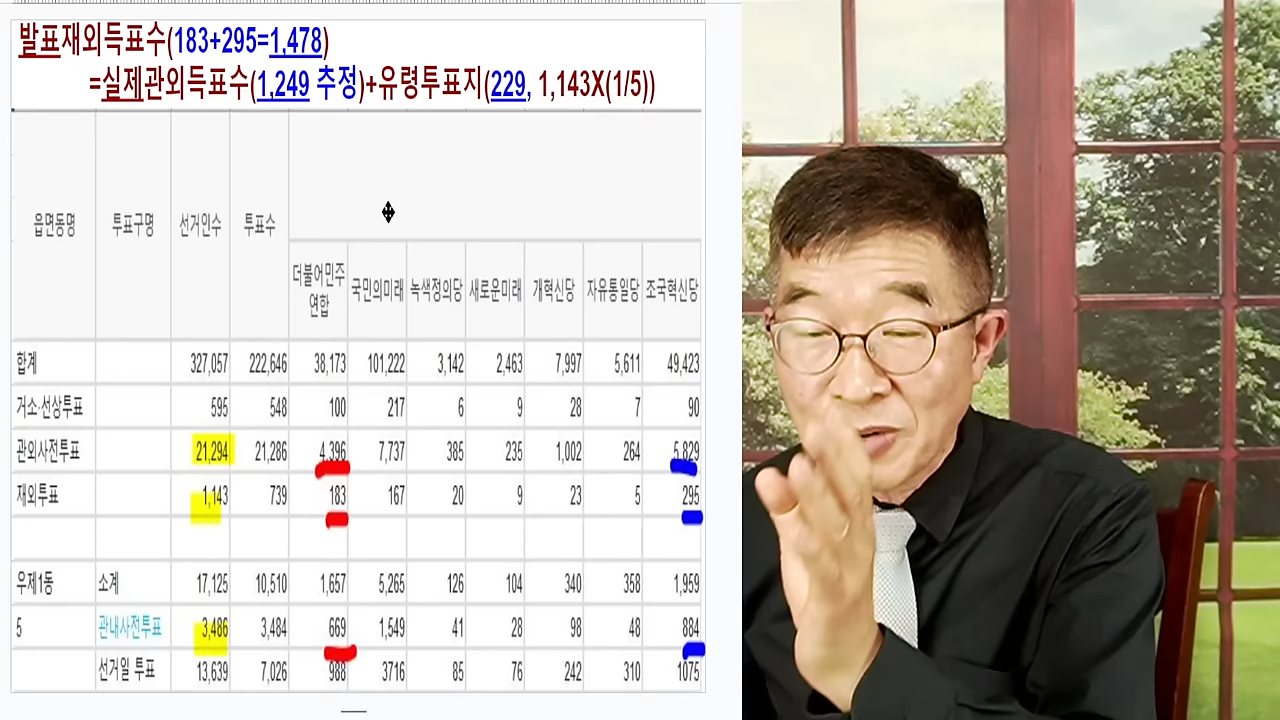 발표재외득표수(183+295=1,478)
=실제관외득표수(1,249 추정)+유령투표지(229, 1,143X(1/5))
읍면동명 투표구명 선거인수 투표수
더불어민주연합 국민의미래 녹색정의당 새로운미래 개혁신당 자유통일당 조국혁신당
합계 327,057 222,646 38,173 101,222 3,142 2,463 7,997 5,611 49,423
거소·선상투표 595 548 100 217 6 9 28 7 90
관외사전투표 21,294 21,286 4,396 7,737 385 235 1,002 264 5,829
재외투표 1,143 739 183 167 20 9 23 5 295
우제1동 소계 17,125 10,510 1,657 5,265 126 104 340 358 1,959
5 관내사전투표 3,486 3,484 669 1,549 41 28 98 48 884
선거일 투표 13,639 7,026 988 3716 85 76 242 310 1075